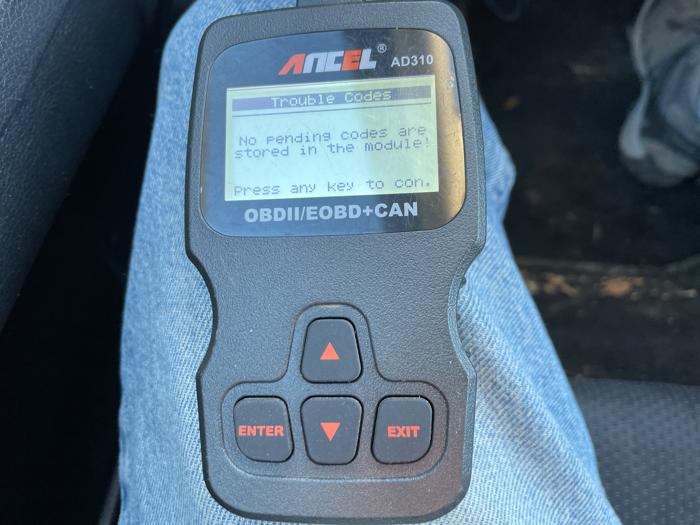 ANCEL® AD310
Trouble Codes
No pending codes are
stored in the module!
Press any key to con.
OBDII/EOBD+CAN
▲
ENTER
▼
EXIT